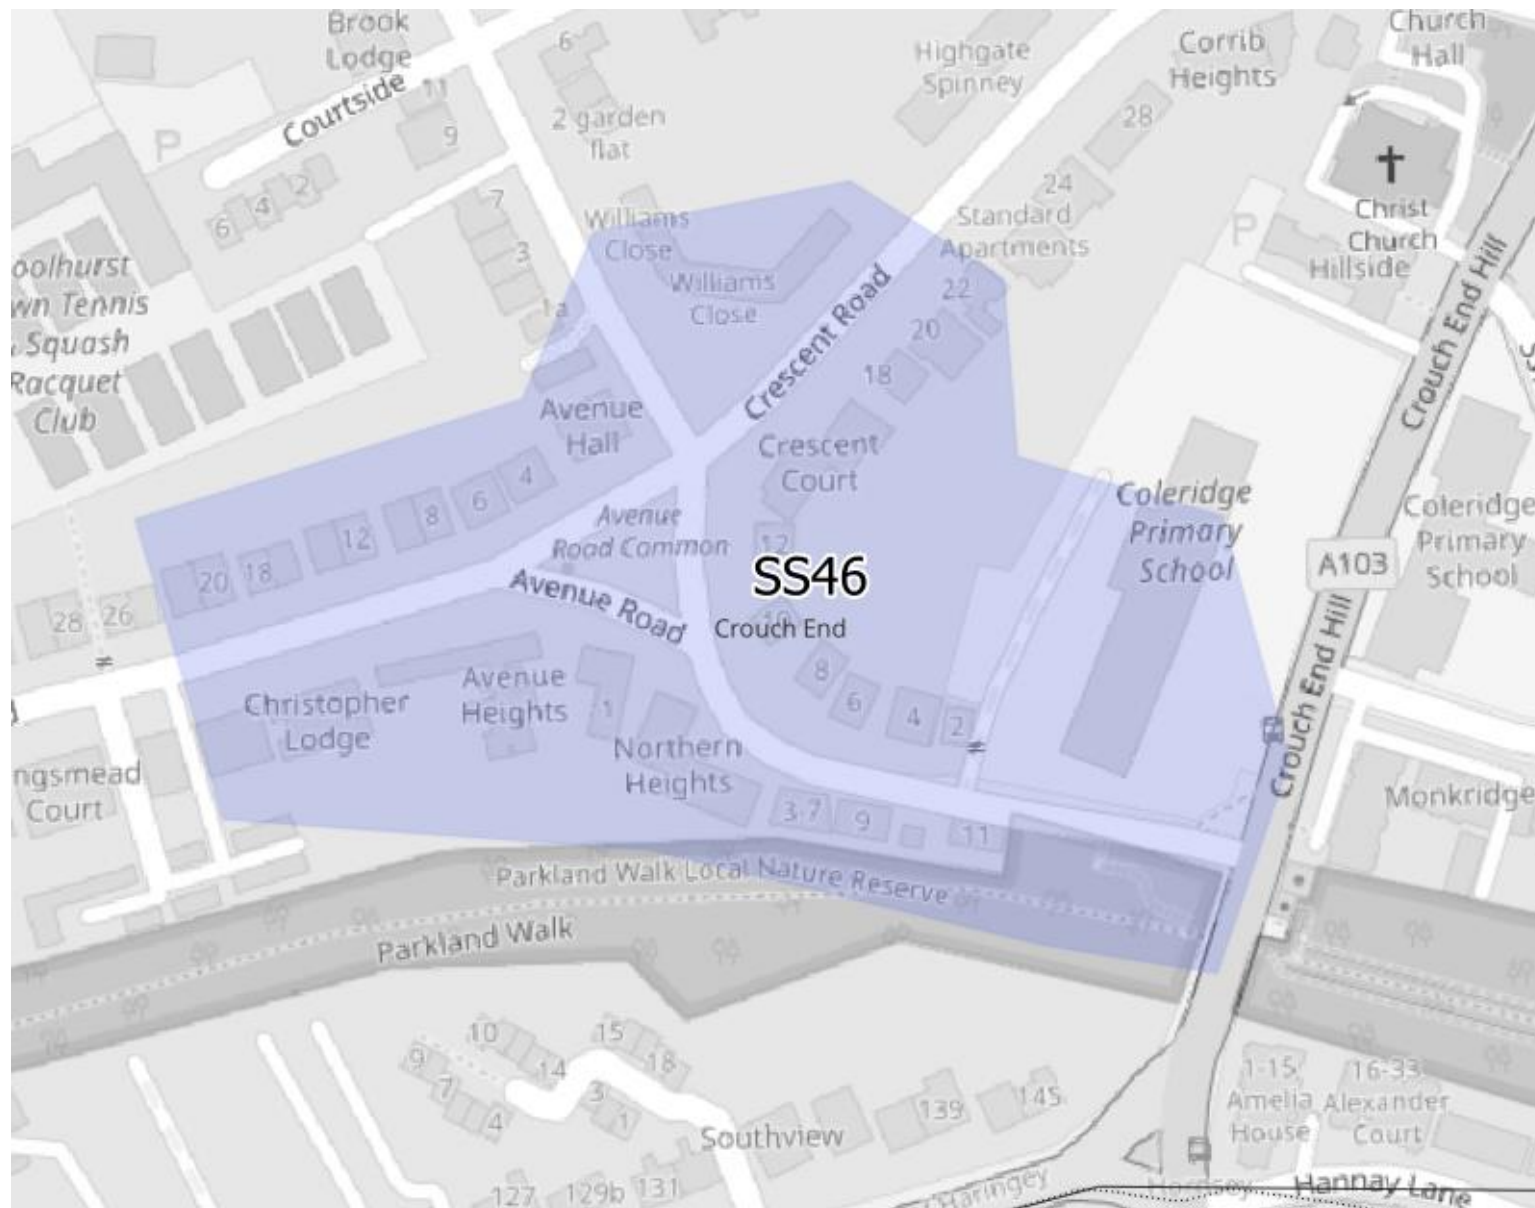 Brook
Lodge
6
Highgate
Spinney
Corrib
Heights
Church
Hall
11
Courtside
9
2 garden
flat
28
P
2
4
6
7
3
1a
Williams
Close
Williams
Close
24
Standard
Apartments
Christ
Church
Hillside
P
22
20
18
Crescent Road
Crouch End Hill
Squash
Racquet
Club
Avenue
Hall
Crescent
Court
4
6
8
12
18
20
26
28
Avenue
Road Common
12
SS46
Crouch End
10
Avenue Road
Coleridge
Primary
School
A103
Coleridge
Primary
School
Crouch End Hill
8
6
4
2
Christopher
Lodge
Avenue
Heights
1
Northern
Heights
3-7
9
11
Court
Monkridge
Parkland Walk Local Nature Reserve
Parkland Walk
10
9
7
4
14
15
18
3
1
Southview
139
145
127
129b
131
1-15
Amelia
House
16-33
Alexander
Court
Haringey
Hornsey
Hannay Lane